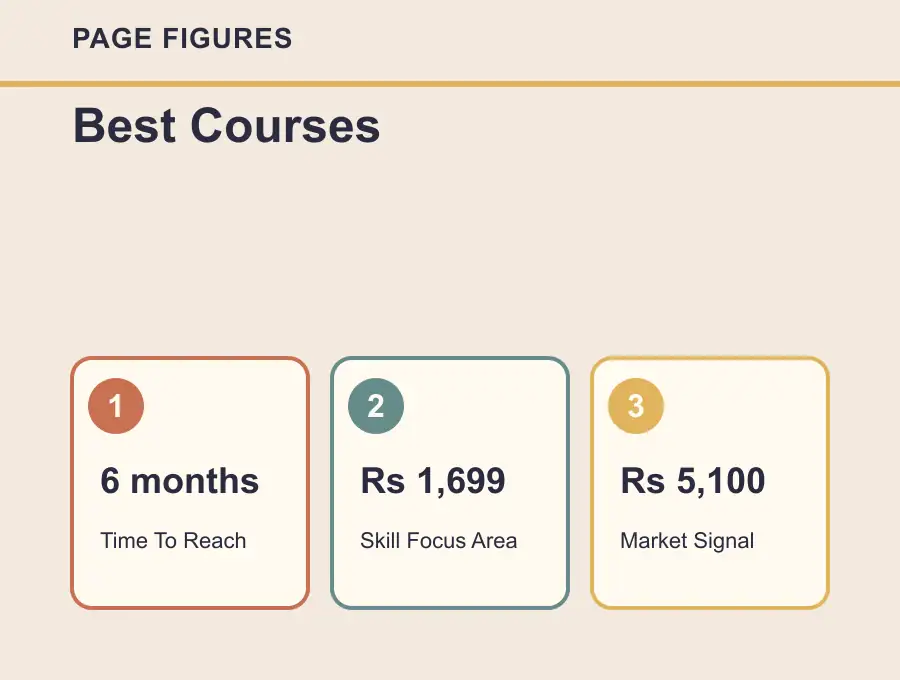 PAGE FIGURES
Best Courses
1
2
3
6 months
Rs 1,699
Rs 5,100
Time To Reach
Skill Focus Area
Market Signal